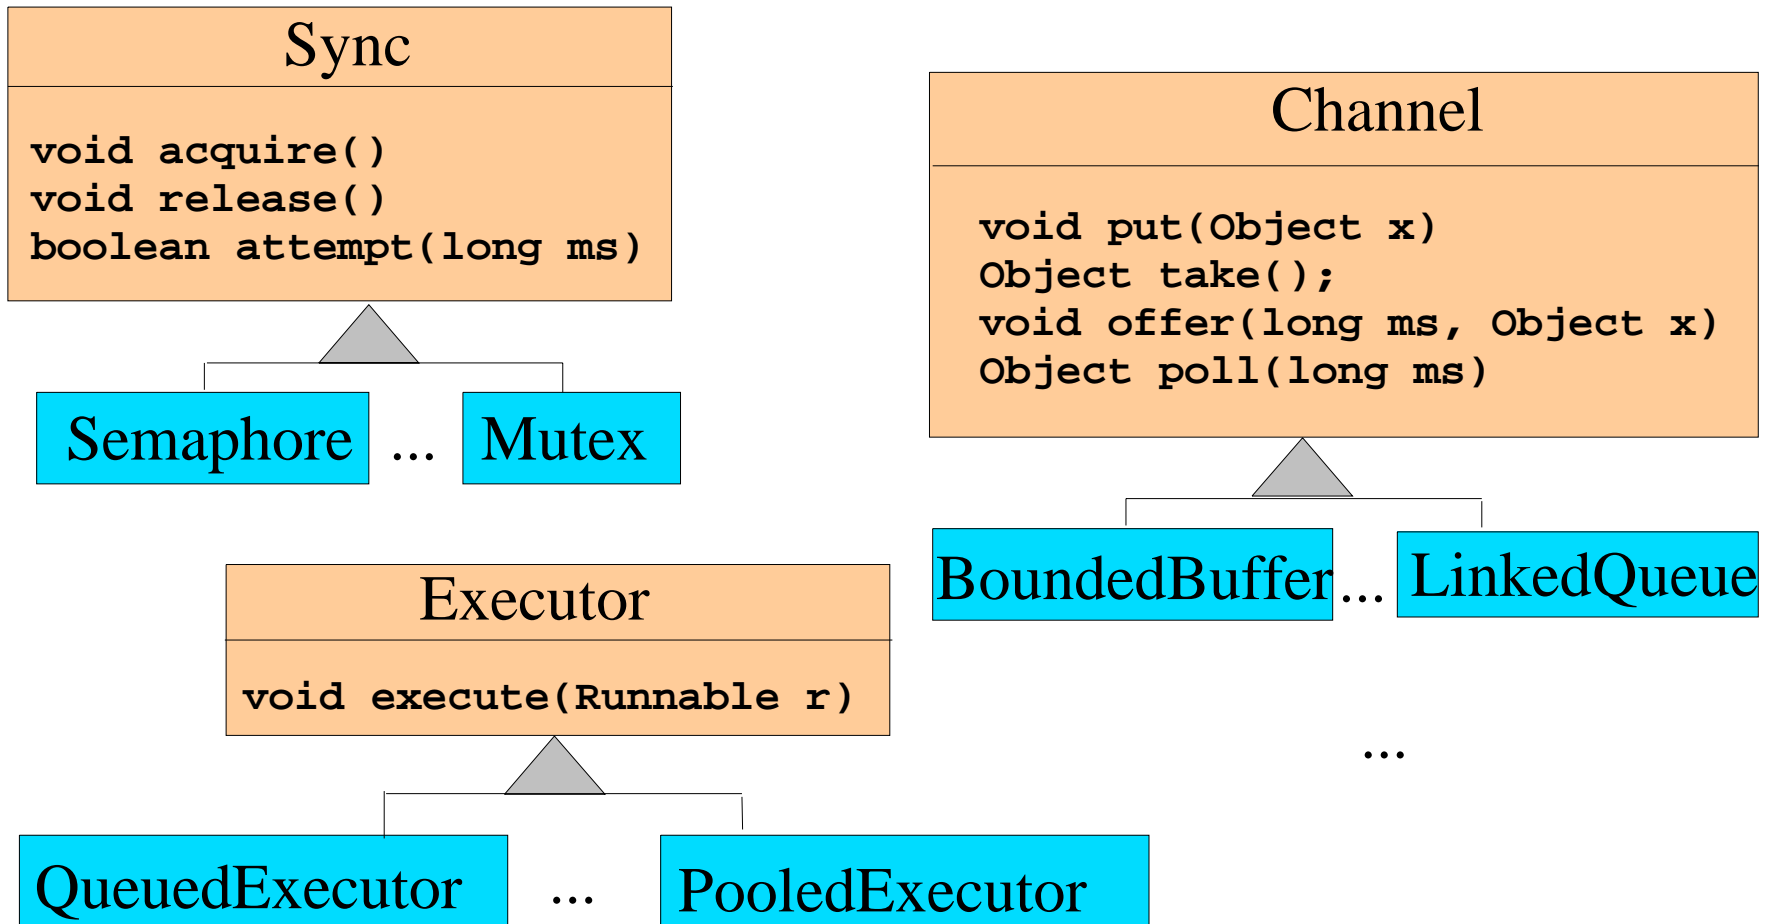 Sync
void acquire()
void release()
boolean attempt(long ms)
Semaphore ... Mutex
Channel
void put(Object x)
Object take();
void offer(long ms, Object x)
Object poll(long ms)
BoundedBuffer ... LinkedQueue
Executor
void execute(Runnable r)
QueuedExecutor ... PooledExecutor
...